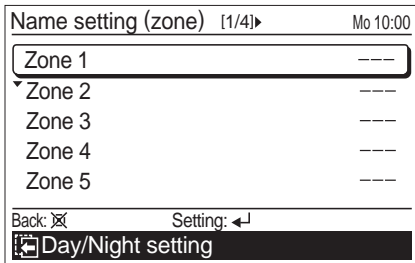 Name setting (zone) [1/4] Mo 10:00
Zone 1 ---
Zone 2 ---
Zone 3 ---
Zone 4 ---
Zone 5 ---
Back: Setting:
Day/Night setting